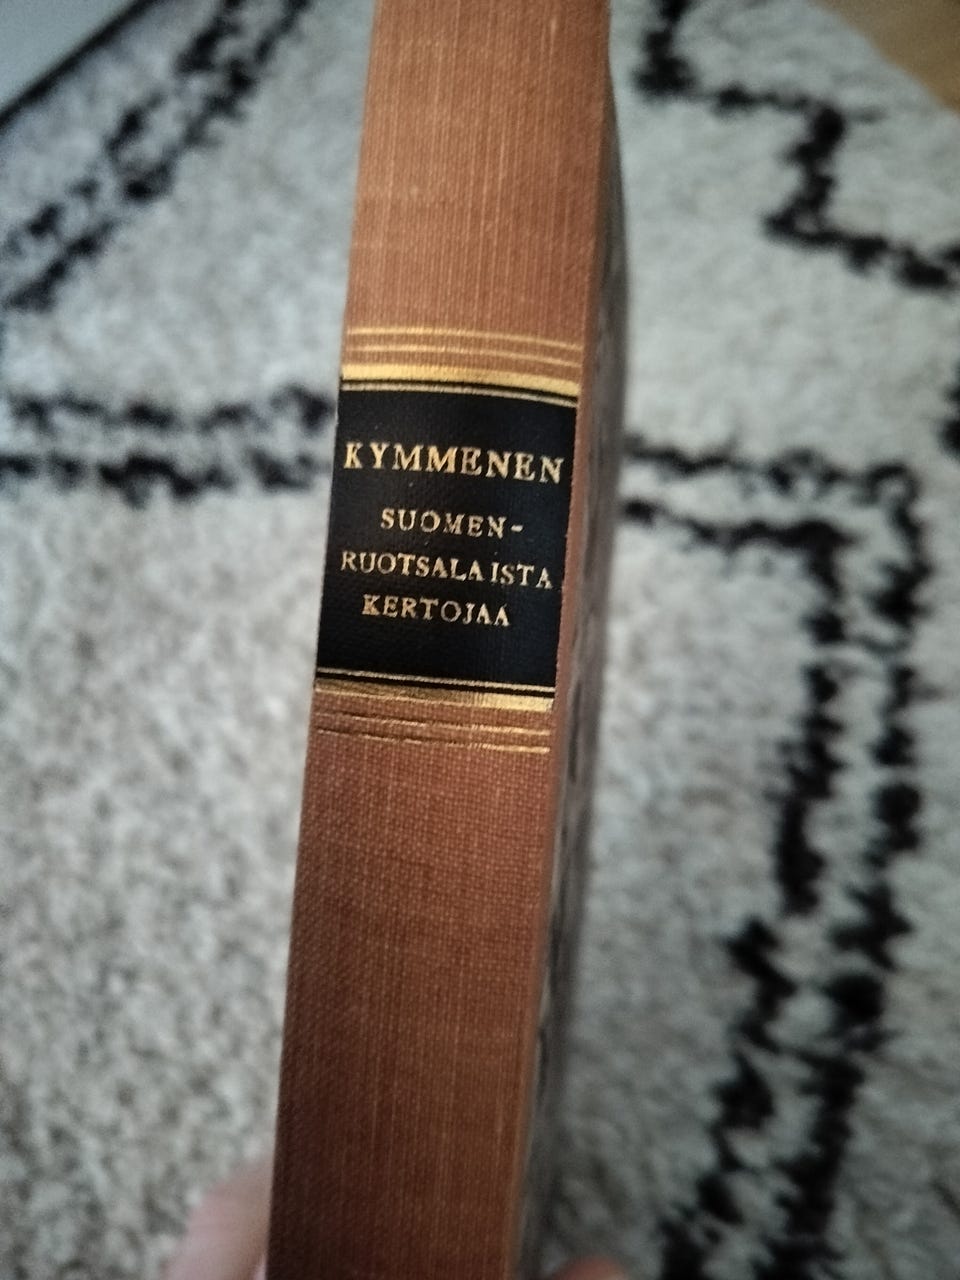 KYMMENEN
SUOMEN-
RUOTSALAISTA
KERTOJAA